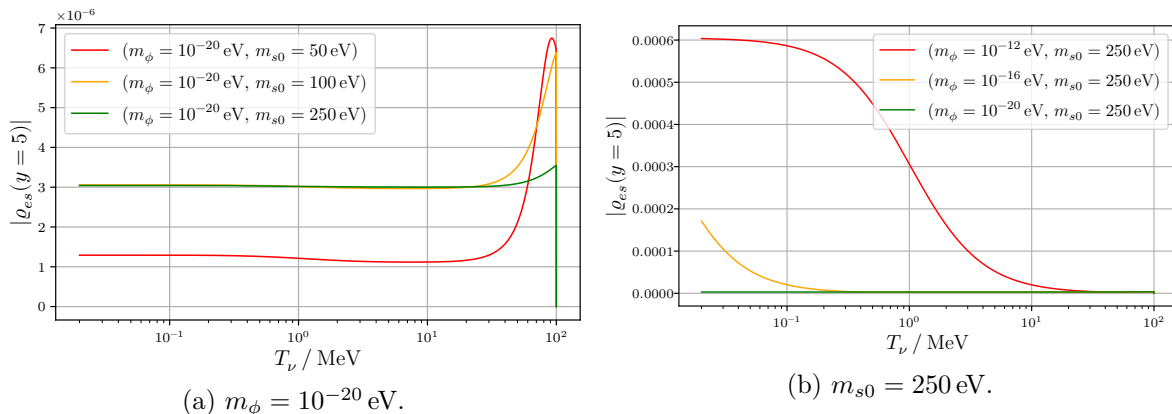 ×10⁻⁶
7
6
5
4
3
2
1
0
|ϱ_es(y = 5)|
(m_ϕ = 10⁻²⁰ eV, m_s0 = 50 eV)
(m_ϕ = 10⁻²⁰ eV, m_s0 = 100 eV)
(m_ϕ = 10⁻²⁰ eV, m_s0 = 250 eV)
10⁻¹ 10⁰ 10¹ 10²
T_ν / MeV
(a) m_ϕ = 10⁻²⁰ eV.
0.0006
0.0005
0.0004
0.0003
0.0002
0.0001
0.0000
|ϱ_es(y = 5)|
(m_ϕ = 10⁻¹² eV, m_s0 = 250 eV)
(m_ϕ = 10⁻¹⁶ eV, m_s0 = 250 eV)
(m_ϕ = 10⁻²⁰ eV, m_s0 = 250 eV)
10⁻¹ 10⁰ 10¹ 10²
T_ν / MeV
(b) m_s0 = 250 eV.